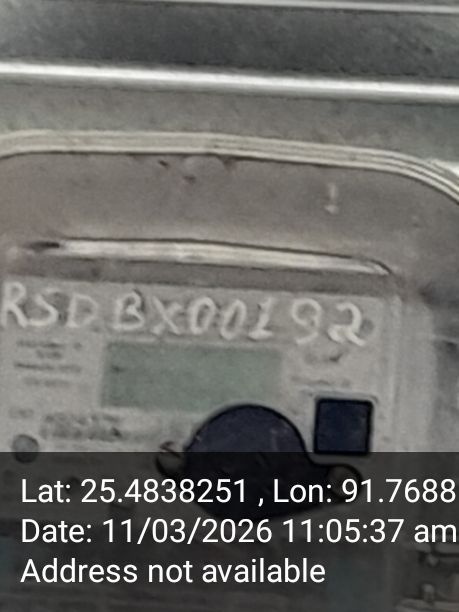 RSDBX00192
Lat: 25.4838251 , Lon: 91.7688
Date: 11/03/2026 11:05:37 am
Address not available